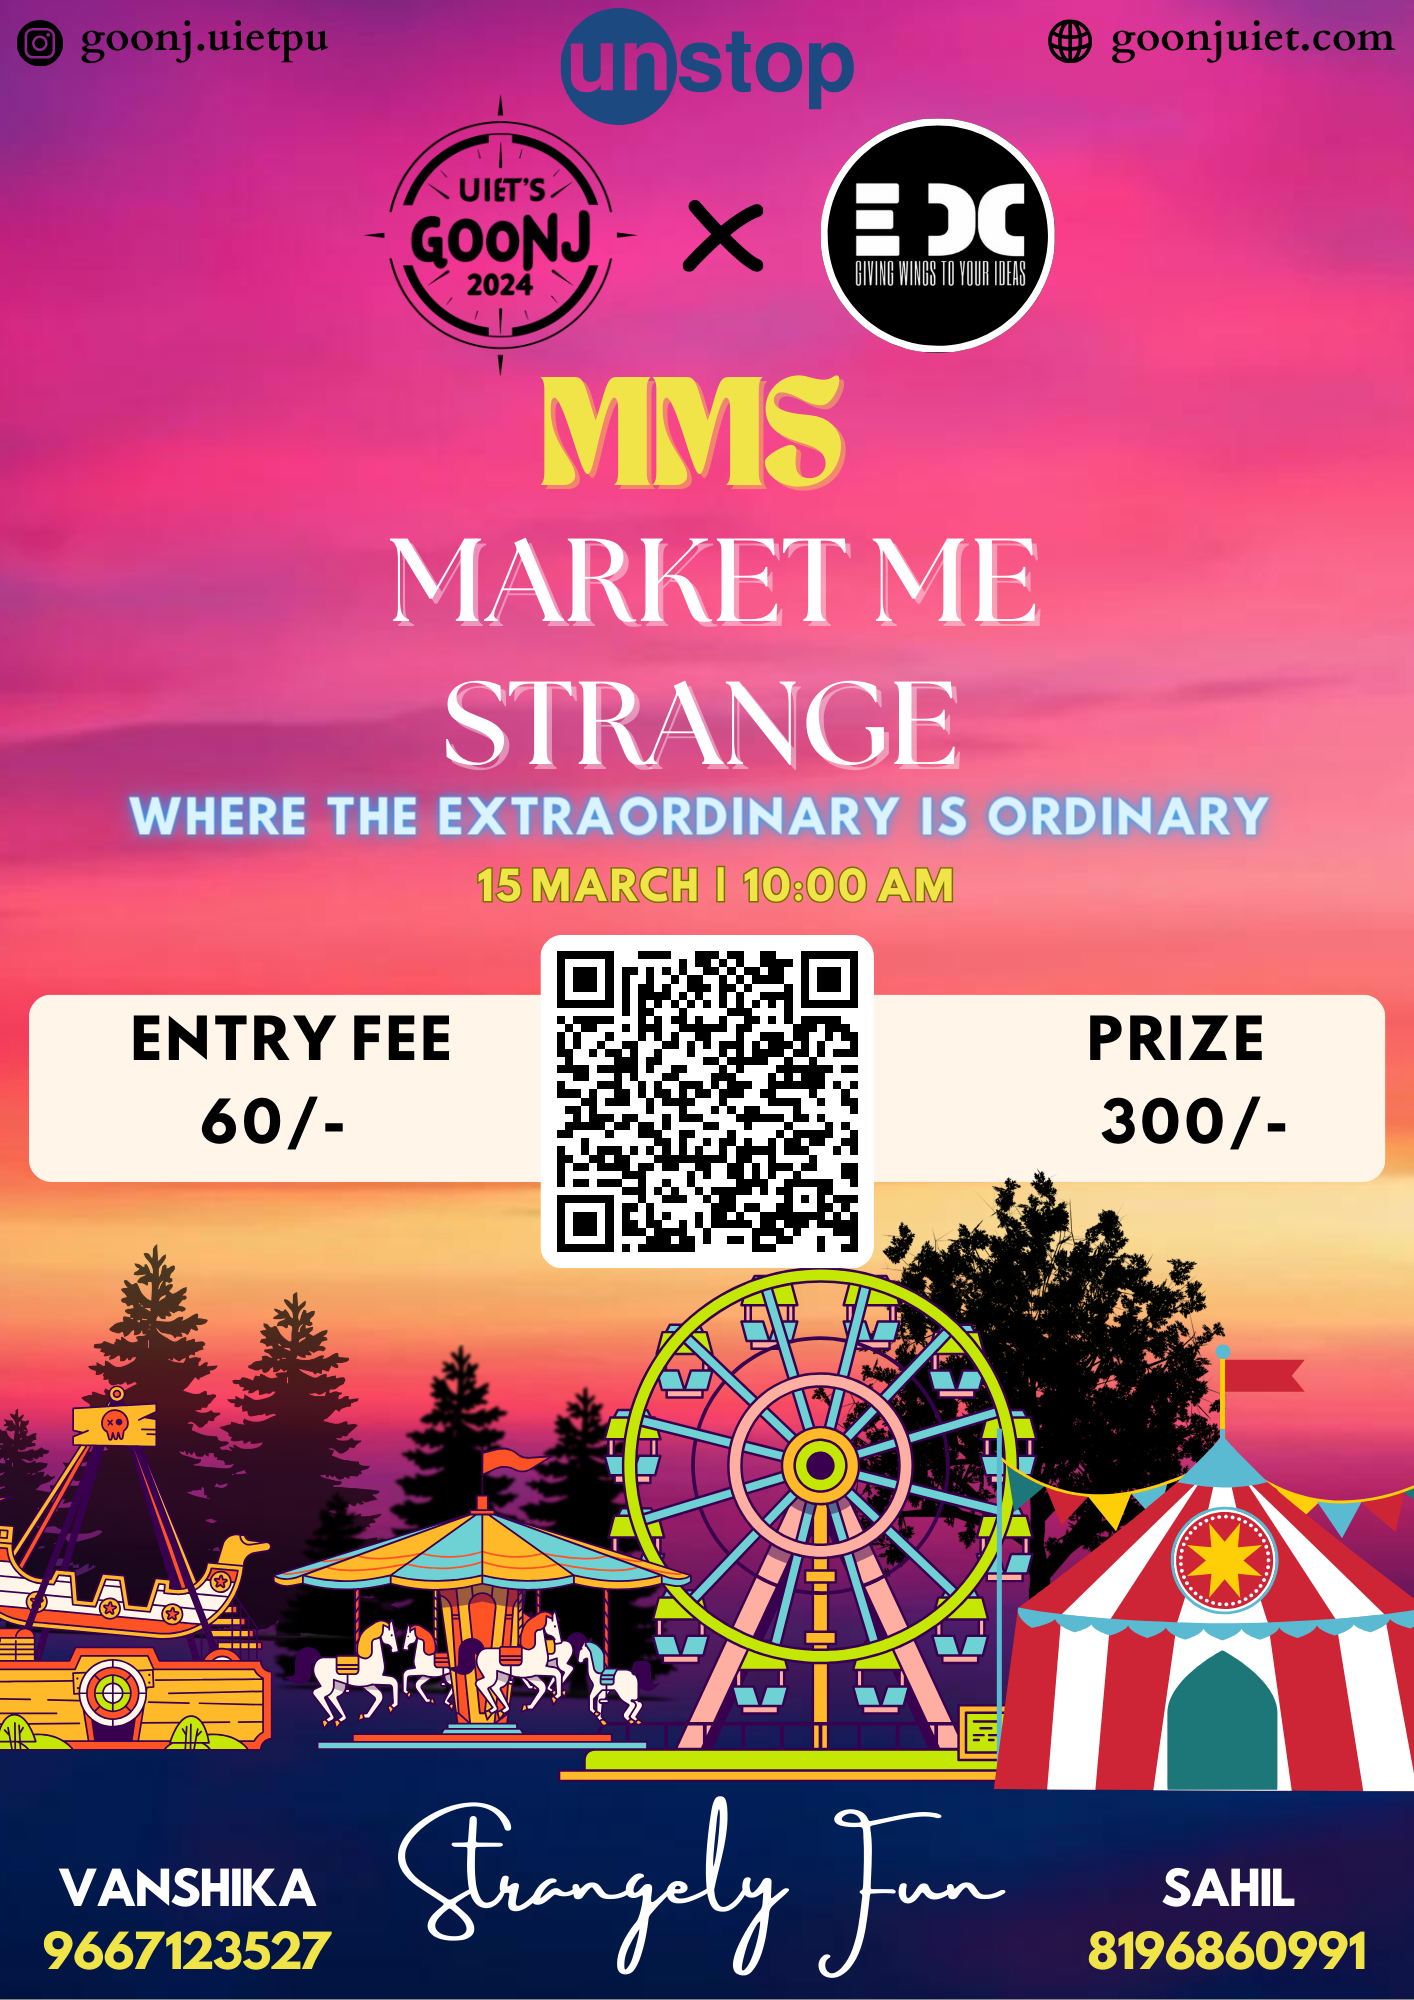 goonj.uietpu
unstop
goonjuiet.com
UIET'S
GOONJ
2024
X
EDC
GIVING WINGS TO YOUR IDEAS
MMS
MARKET ME
STRANGE
WHERE THE EXTRAORDINARY IS ORDINARY
15 MARCH | 10:00 AM
ENTRY FEE
60/-
PRIZE
300/-
Strangely Fun
VANSHIKA
9667123527
SAHIL
8196860991